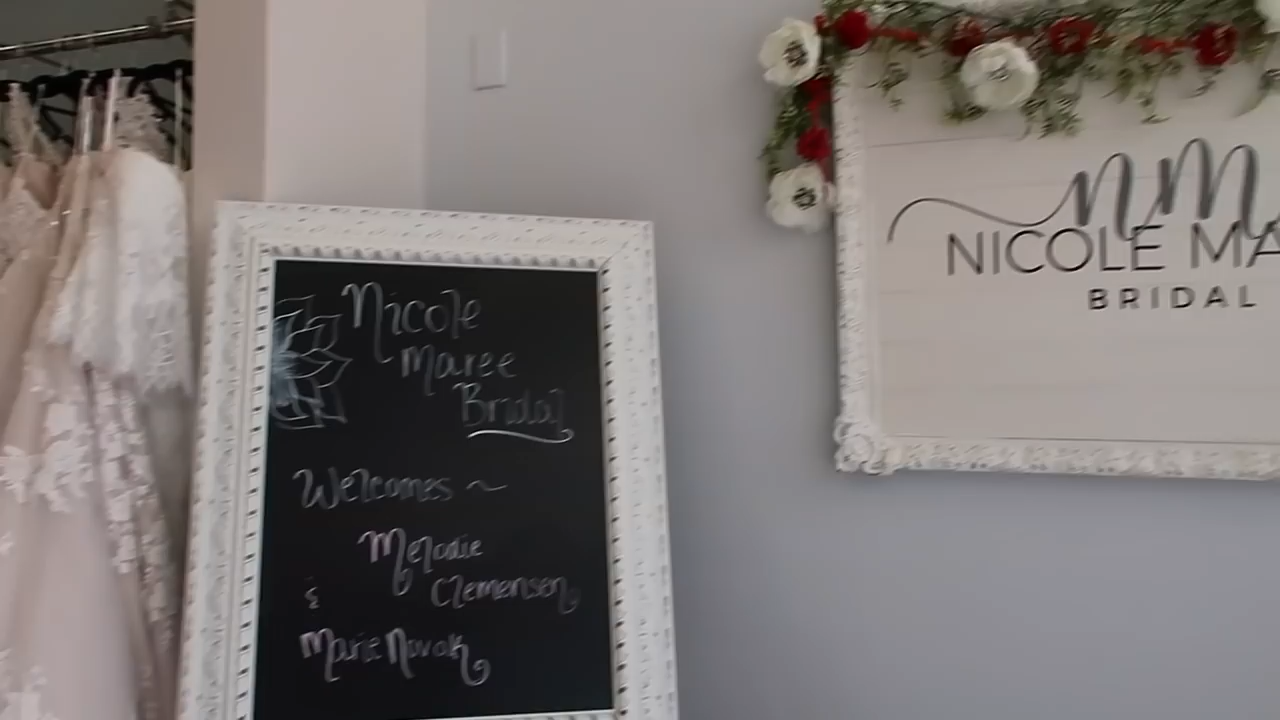 Nicole
Maree
Bridal
Welcomes ~
Melodie
Clemensen
&
Marie Novak
nm
NICOLE MA
BRIDAL